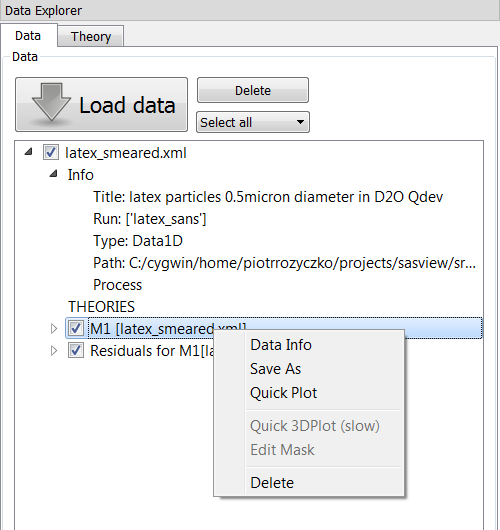 Data Explorer
Data
Theory
Data
Load data
Delete
Select all
latex_smeared.xml
Info
Title: latex particles 0.5micron diameter in D2O Qdev
Run: ['latex_sans']
Type: Data1D
Path: C:/cygwin/home/piotrrozyczko/projects/sasview/sr...
Process
THEORIES
M1 [latex_smeared.xml]
Residuals for M1[la
Data Info
Save As
Quick Plot
Quick 3DPlot (slow)
Edit Mask
Delete